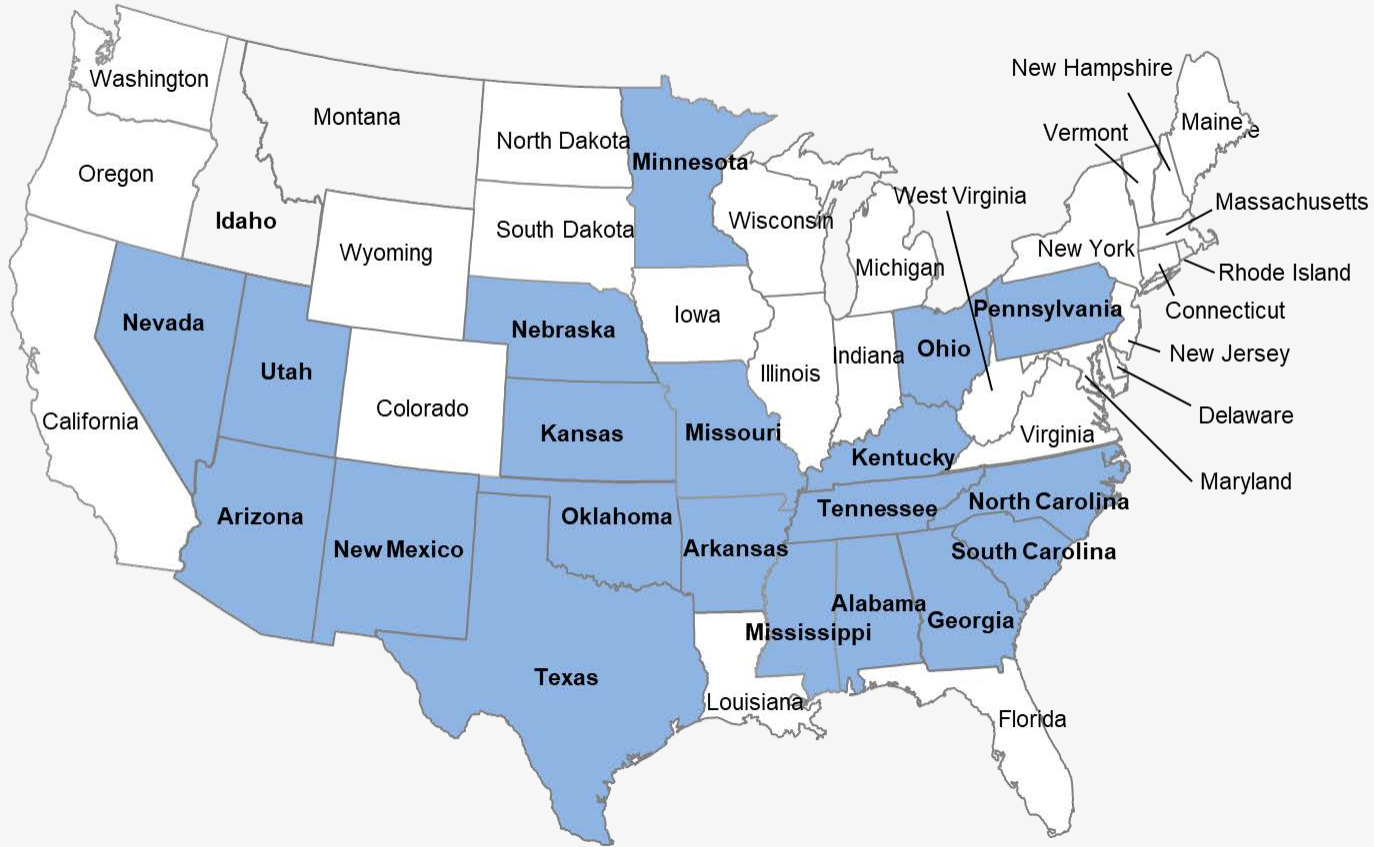 New Hampshire
Washington
Montana
Vermont
Maine
e
North Dakota
Minnesota
Oregon
West Virginia
Massachusetts
Idaho
Wisconsin
South Dakota
New York
Wyoming
Michigan
Rhode Island
Pennsylvania
Connecticut
Iowa
Nevada
Nebraska
Ohio
Indiana
New Jersey
Utah
Illinois
Colorado
Delaware
California
Kansas
Missouri
Virginia
Kentucky
Maryland
North Carolina
Tennessee
Arizona
Oklahoma
New Mexico
Arkansas
South Carolina
Alabama
Georgia
Mississippi
Texas
Louisiana
Florida